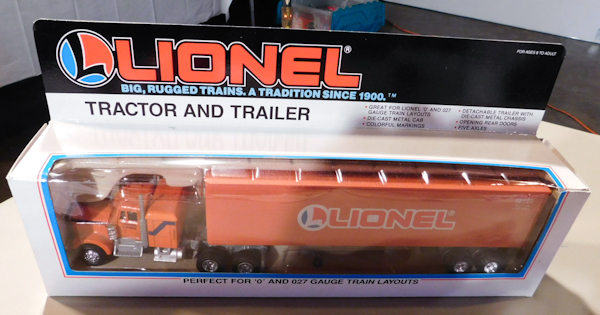 LIONEL®
BIG, RUGGED TRAINS. A TRADITION SINCE 1900.™
FOR AGES 8 TO ADULT
TRACTOR AND TRAILER
• GREAT FOR LIONEL 'O' AND 027
GAUGE TRAIN LAYOUTS
• DIE-CAST METAL CAB
• COLORFUL MARKINGS
• DETACHABLE TRAILER WITH
DIE-CAST METAL CHASSIS
• OPENING REAR DOORS
• FIVE AXLES
LIONEL
PERFECT FOR 'O' AND 027 GAUGE TRAIN LAYOUTS